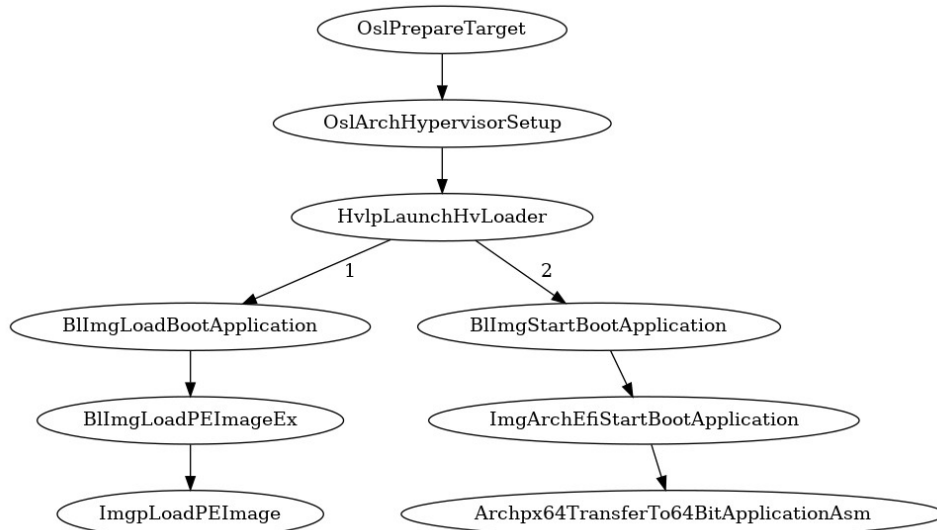 OslPrepareTarget
OslArchHypervisorSetup
HvlpLaunchHvLoader
1
2
BlImgLoadBootApplication
BlImgStartBootApplication
BlImgLoadPEImageEx
ImgArchEfiStartBootApplication
ImgpLoadPEImage
Archpx64TransferTo64BitApplicationAsm